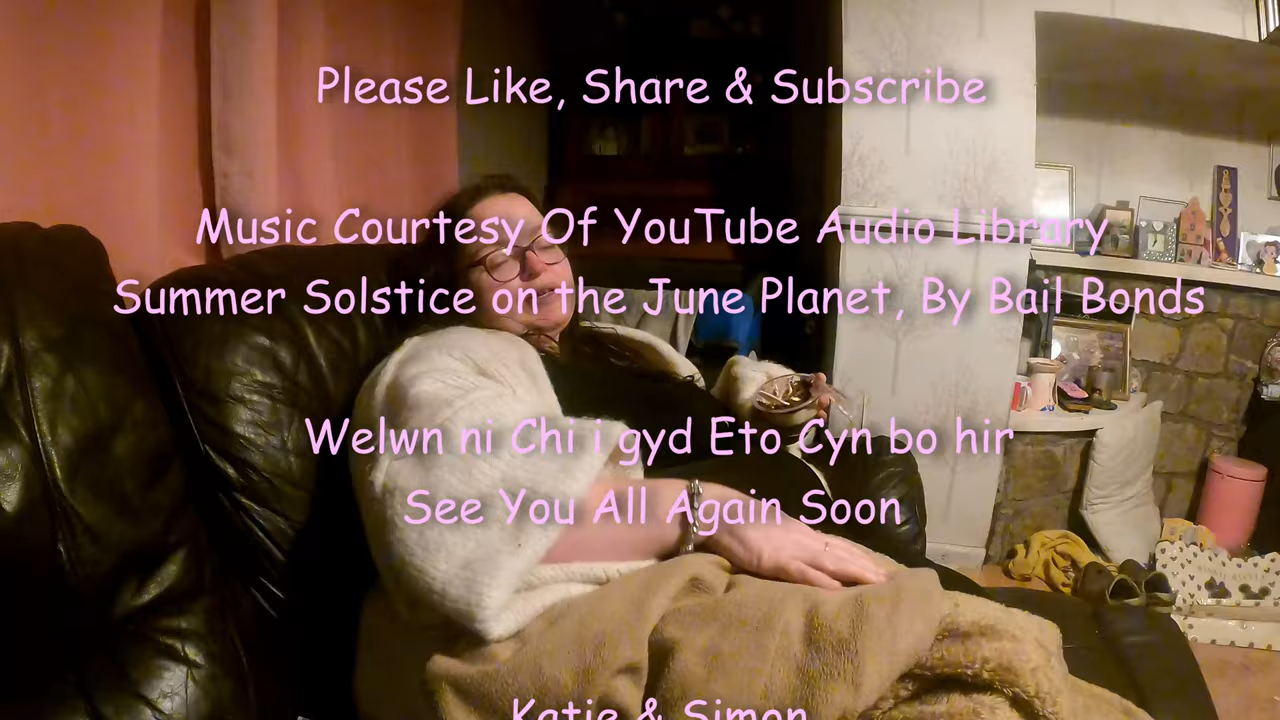 Please Like, Share & Subscribe
Music Courtesy Of YouTube Audio Library
Summer Solstice on the June Planet, By Bail Bonds
Welwn ni Chi i gyd Eto Cyn bo hir
See You All Again Soon
Katie & Simon